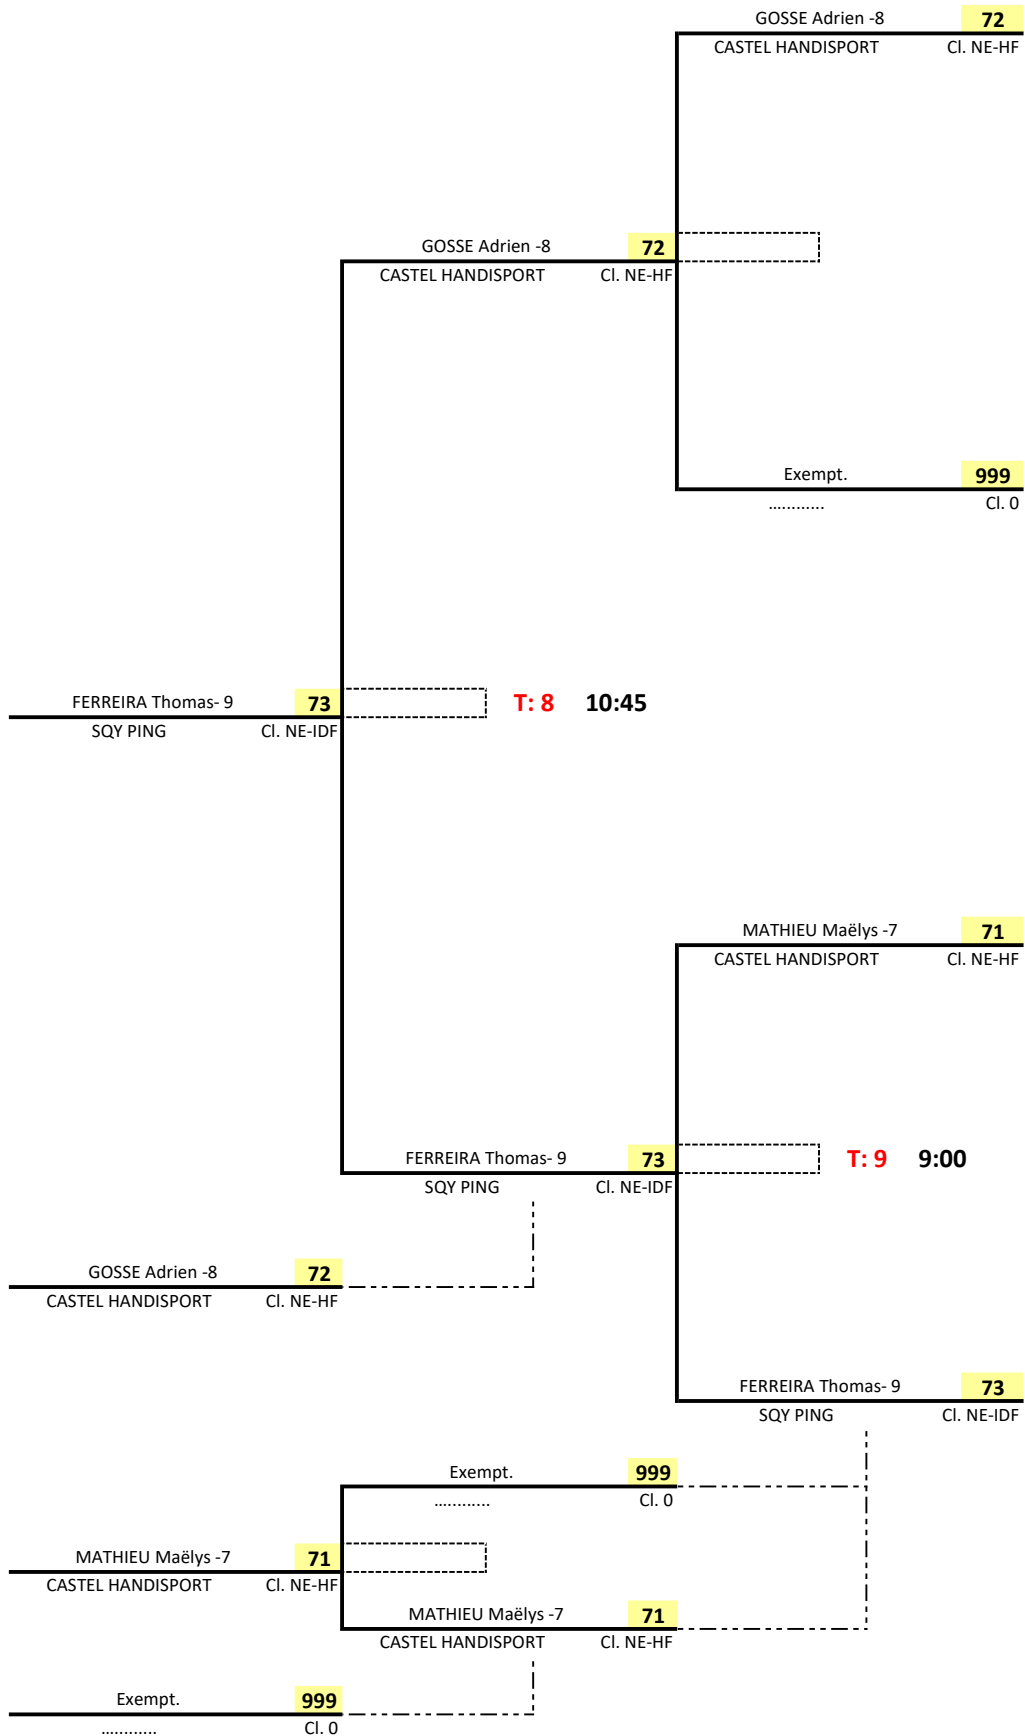 GOSSE Adrien -8 72
CASTEL HANDISPORT Cl. NE-HF
GOSSE Adrien -8 72
CASTEL HANDISPORT Cl. NE-HF
Exempt. 999
............ Cl. 0
FERREIRA Thomas- 9 73 T: 8 10:45
SQY PING Cl. NE-IDF
MATHIEU Maëlys -7 71
CASTEL HANDISPORT Cl. NE-HF
FERREIRA Thomas- 9 73 T: 9 9:00
SQY PING Cl. NE-IDF
GOSSE Adrien -8 72
CASTEL HANDISPORT Cl. NE-HF
FERREIRA Thomas- 9 73
SQY PING Cl. NE-IDF
Exempt. 999
............ Cl. 0
MATHIEU Maëlys -7 71
CASTEL HANDISPORT Cl. NE-HF
MATHIEU Maëlys -7 71
CASTEL HANDISPORT Cl. NE-HF
Exempt. 999
............ Cl. 0